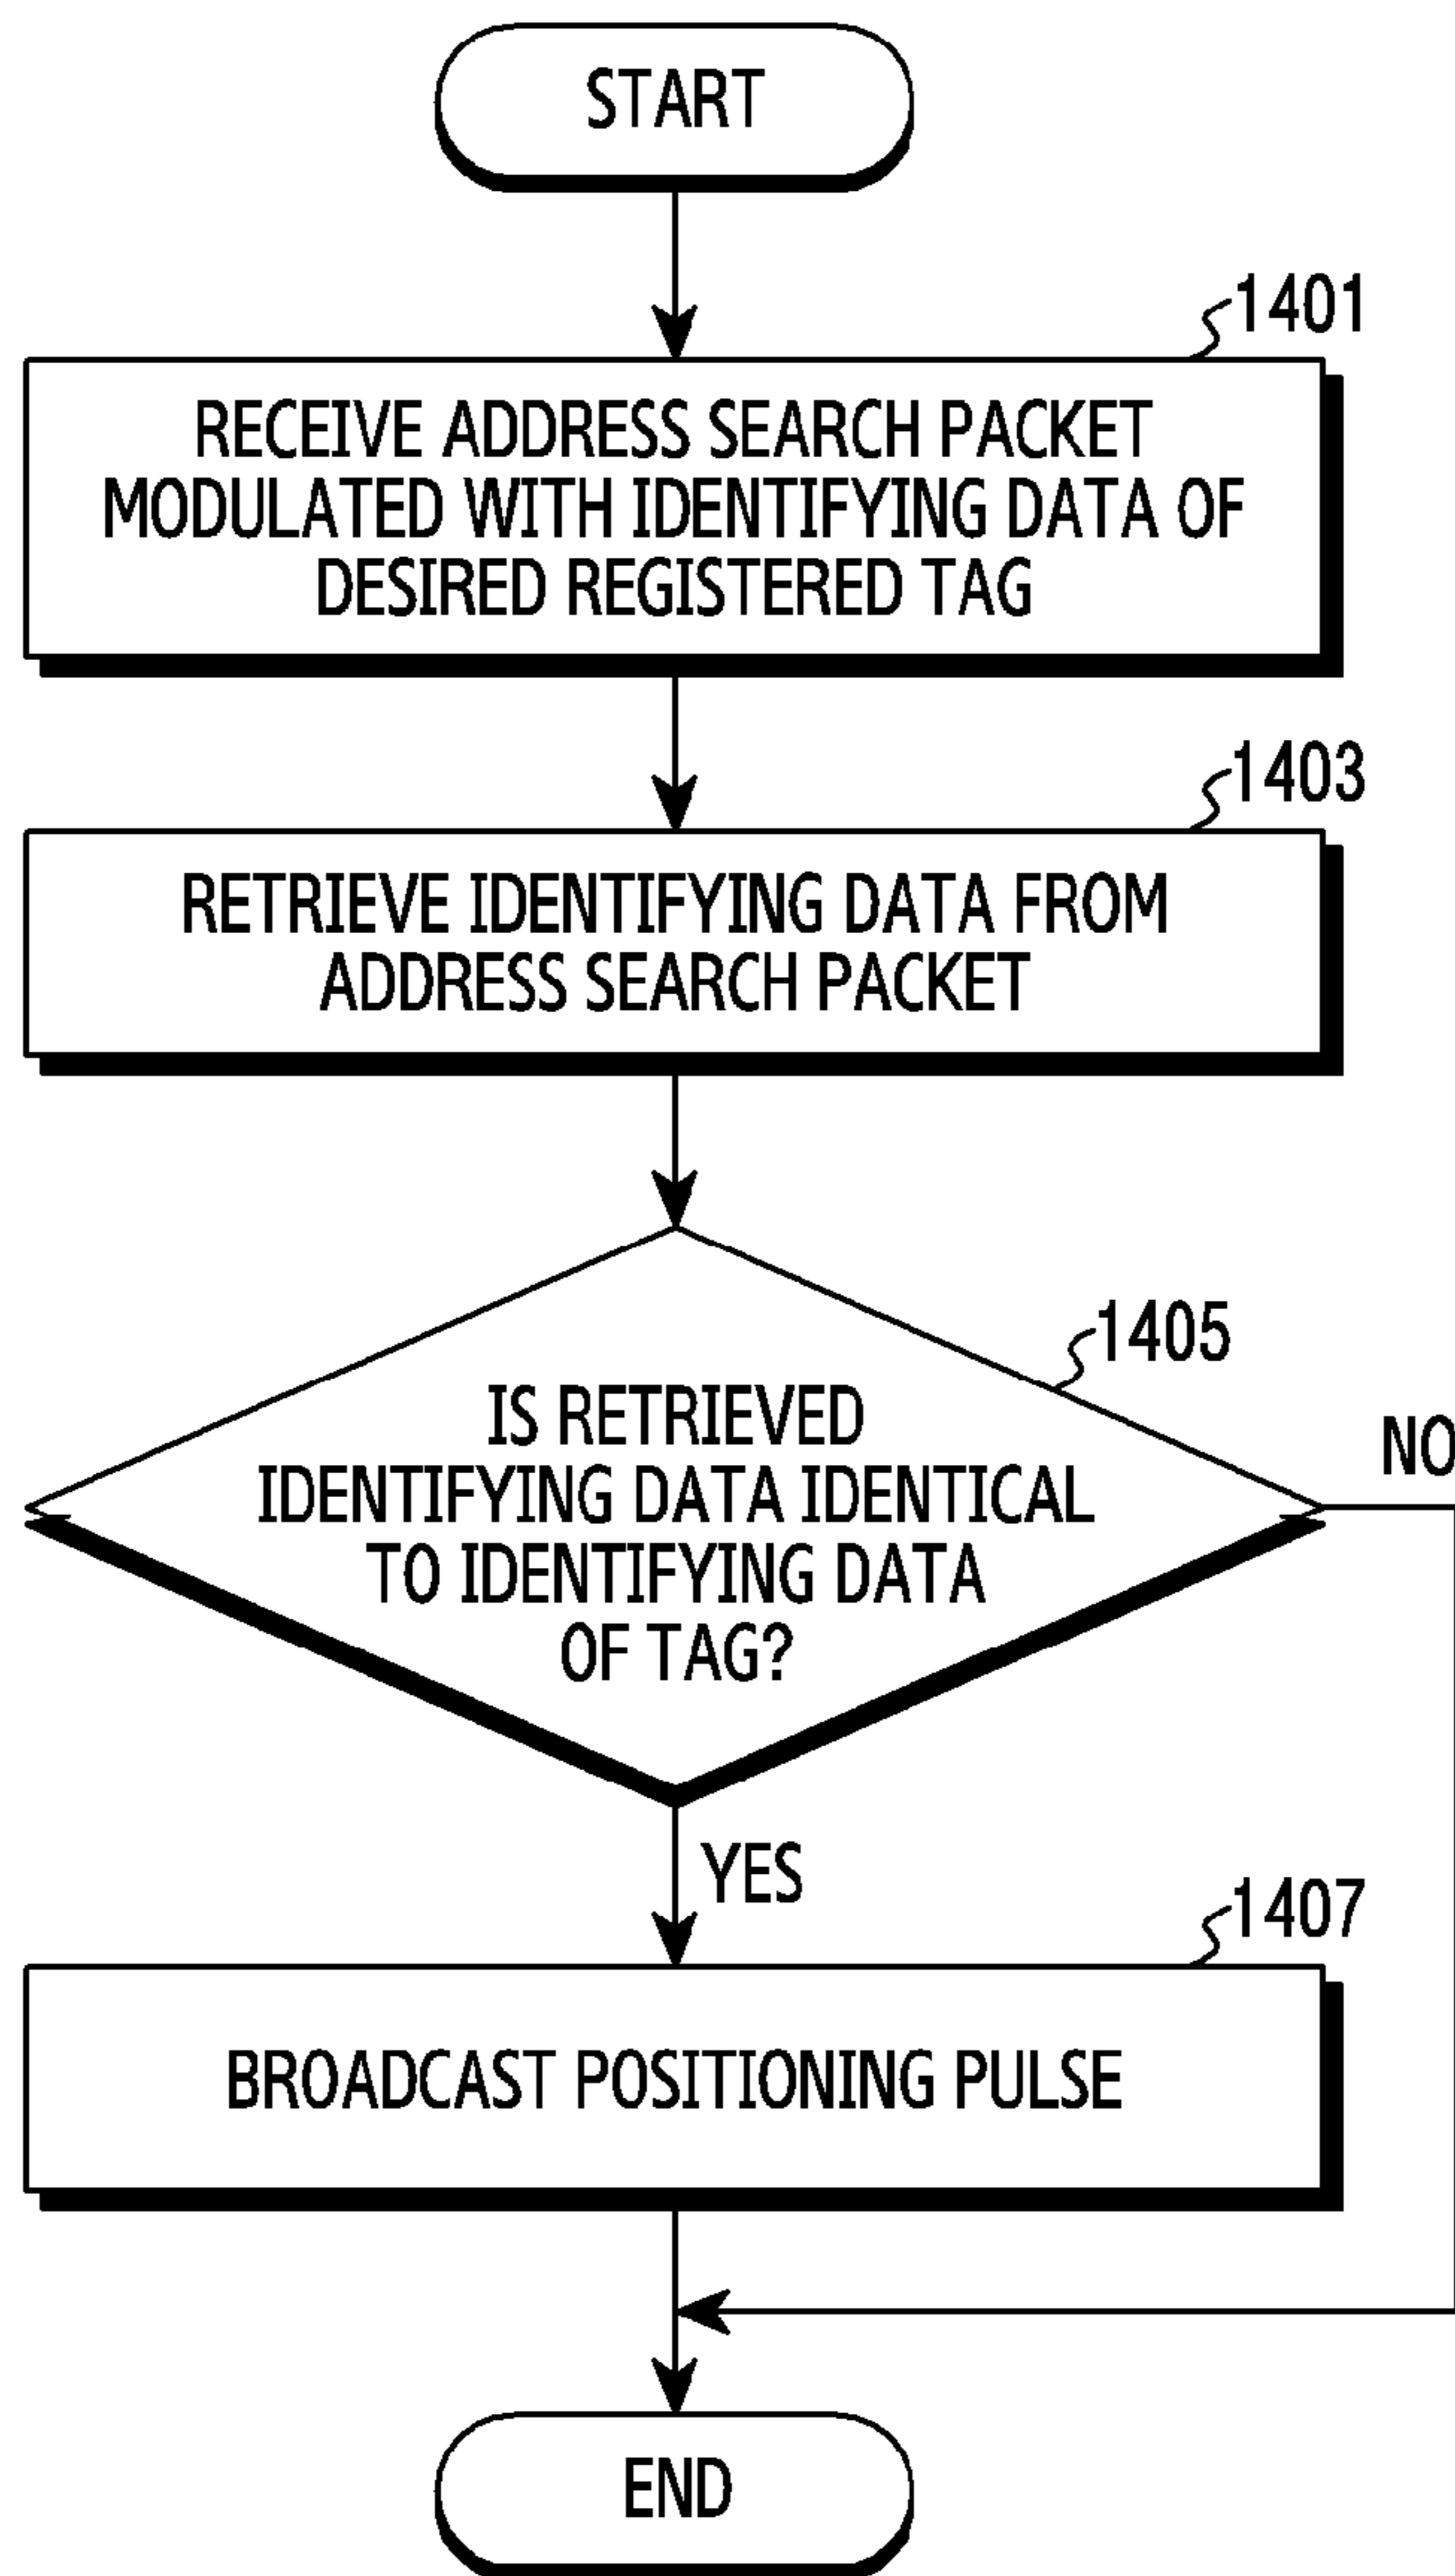 START
1401
RECEIVE ADDRESS SEARCH PACKET
MODULATED WITH IDENTIFYING DATA OF
DESIRED REGISTERED TAG
1403
RETRIEVE IDENTIFYING DATA FROM
ADDRESS SEARCH PACKET
1405
IS RETRIEVED
IDENTIFYING DATA IDENTICAL
TO IDENTIFYING DATA
OF TAG?
NO
YES
1407
BROADCAST POSITIONING PULSE
END